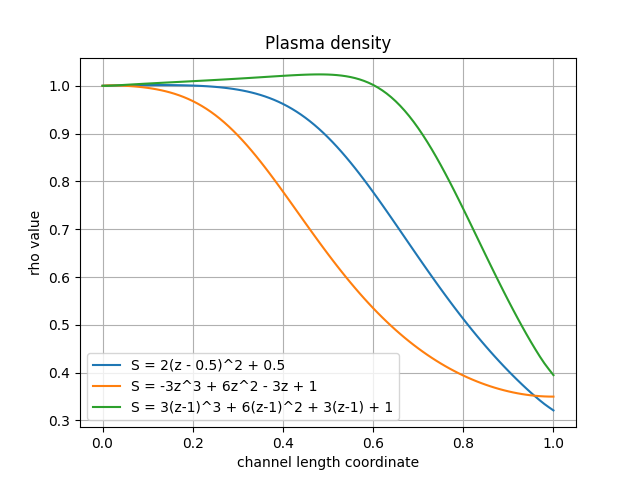 Plasma density
rho value
1.0
0.9
0.8
0.7
0.6
0.5
0.4
0.3
S = 2(z - 0.5)^2 + 0.5
S = -3z^3 + 6z^2 - 3z + 1
S = 3(z-1)^3 + 6(z-1)^2 + 3(z-1) + 1
0.0 0.2 0.4 0.6 0.8 1.0
channel length coordinate